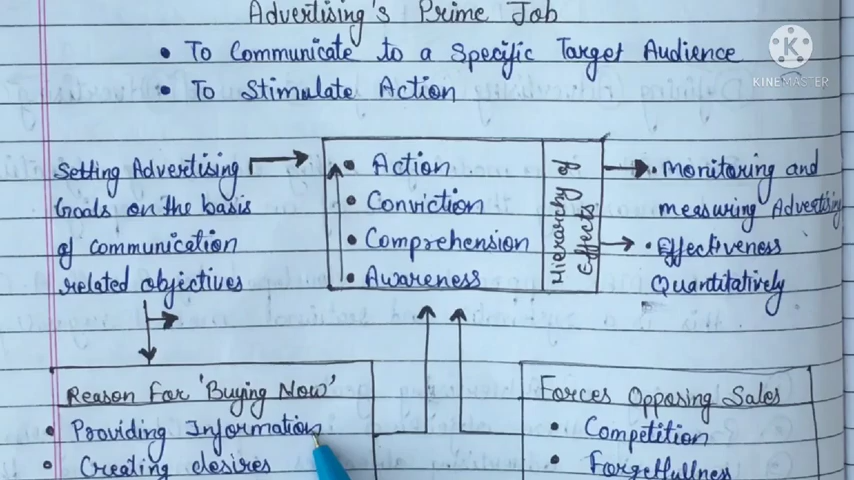 Advertising's Prime Job
• To Communicate to a Specific Target Audience
• To Stimulate Action
KINEMASTER
Setting Advertising
Goals on the basis
of communication
related objectives
• Action
• Conviction
• Comprehension
• Awareness
Hierarchy of
Effects
• Monitoring and
measuring Advertising
• Effectiveness
Quantitatively
Reason For 'Buying Now'
• Providing Information
• Creating desires
Forces Opposing Sales
• Competition
• Forgetfullness